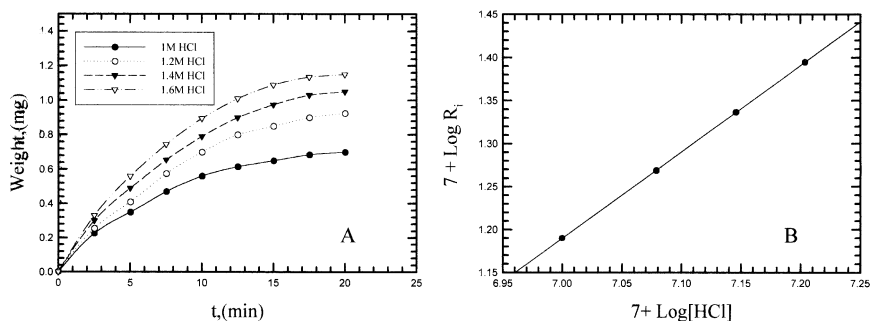 1.4
1.2
1.0
0.8
0.6
0.4
0.2
0.0
Weight,(mg)
1M HCl
1.2M HCl
1.4M HCl
1.6M HCl
A
0 5 10 15 20 25
t,(min)
1.45
1.40
1.35
1.30
1.25
1.20
1.15
7 + Log Ri
B
6.95 7.00 7.05 7.10 7.15 7.20 7.25
7+ Log[HCl]